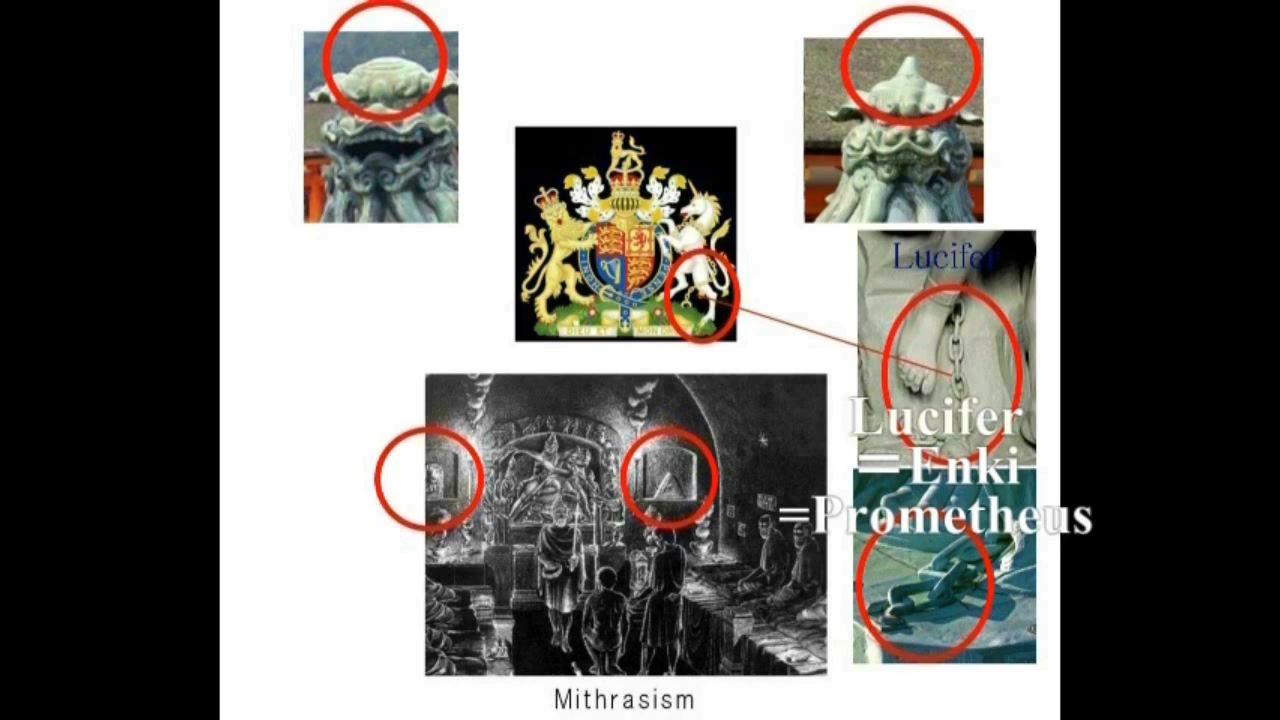 Lucifer
DIEU ET MON DROIT
Lucifer
=Enki
=Prometheus
Mithrasism